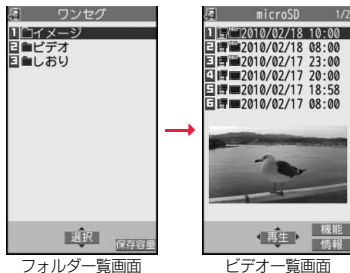 ワンセグ
1 イメージ
2 ビデオ
3 しおり
選択
保存容量
フォルダ一覧画面
microSD 1/2
1 2010/02/18 10:00
2 2010/02/18 08:00
3 2010/02/17 23:00
4 2010/02/17 20:00
5 2010/02/17 18:58
6 2010/02/17 08:00
再生
機能
情報
ビデオ一覧画面